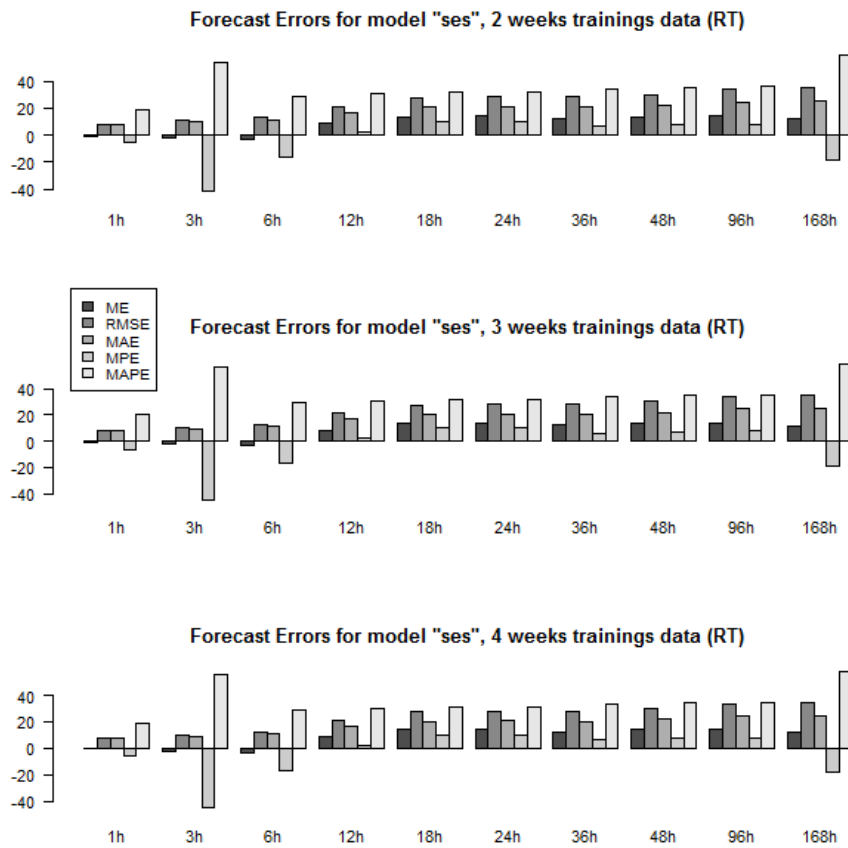 Forecast Errors for model "ses", 2 weeks trainings data (RT)
40
20
0
-20
-40
1h 3h 6h 12h 18h 24h 36h 48h 96h 168h
ME
RMSE
MAE
MPE
MAPE
Forecast Errors for model "ses", 3 weeks trainings data (RT)
40
20
0
-20
-40
1h 3h 6h 12h 18h 24h 36h 48h 96h 168h
Forecast Errors for model "ses", 4 weeks trainings data (RT)
40
20
0
-20
-40
1h 3h 6h 12h 18h 24h 36h 48h 96h 168h